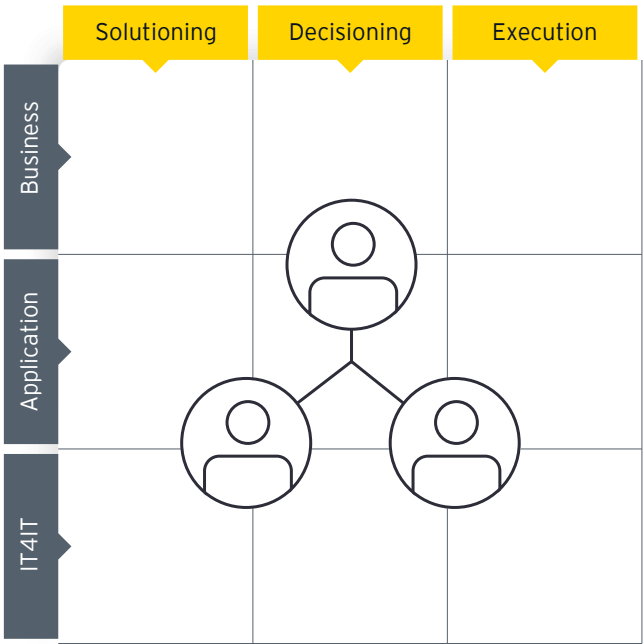 Solutioning
Decisioning
Execution
Business
Application
IT4IT